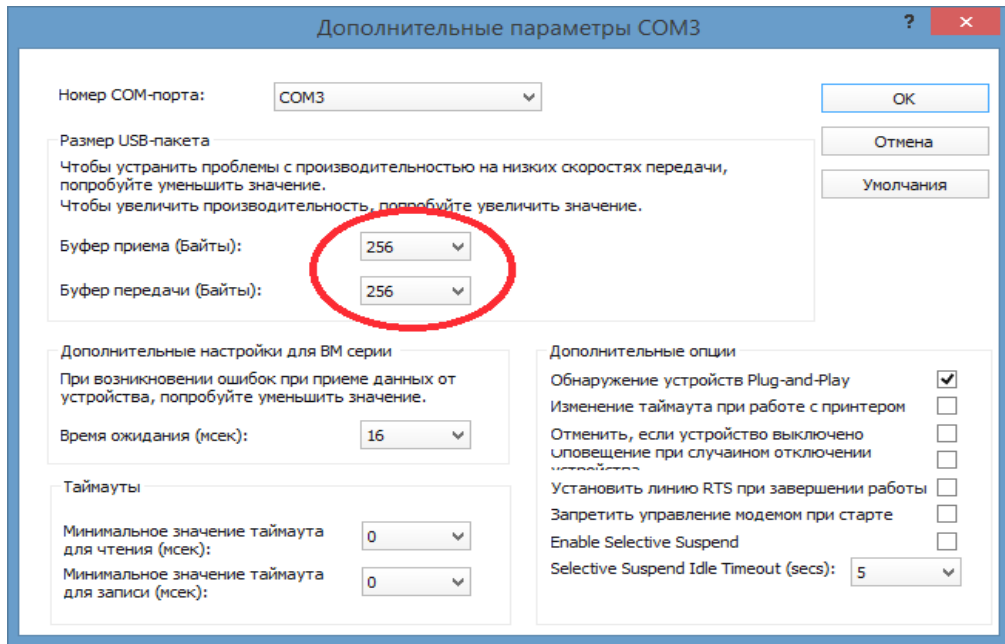 Дополнительные параметры COM3
?
×
Номер COM-порта:
COM3
OK
Отмена
Умолчания
Размер USB-пакета
Чтобы устранить проблемы с производительностью на низких скоростях передачи,
попробуйте уменьшить значение.
Чтобы увеличить производительность, попробуйте увеличить значение.
Буфер приема (Байты):
256
Буфер передачи (Байты):
256
Дополнительные настройки для BM серии
При возникновении ошибок при приеме данных от
устройства, попробуйте уменьшить значение.
Время ожидания (мсек):
16
Таймауты
Минимальное значение таймаута
для чтения (мсек):
0
Минимальное значение таймаута
для записи (мсек):
0
Дополнительные опции
Обнаружение устройств Plug-and-Play
Изменение таймаута при работе с принтером
Отменить, если устройство выключено
Оповещение при случайном отключении
устройства
Установить линию RTS при завершении работы
Запретить управление модемом при старте
Enable Selective Suspend
Selective Suspend Idle Timeout (secs):
5